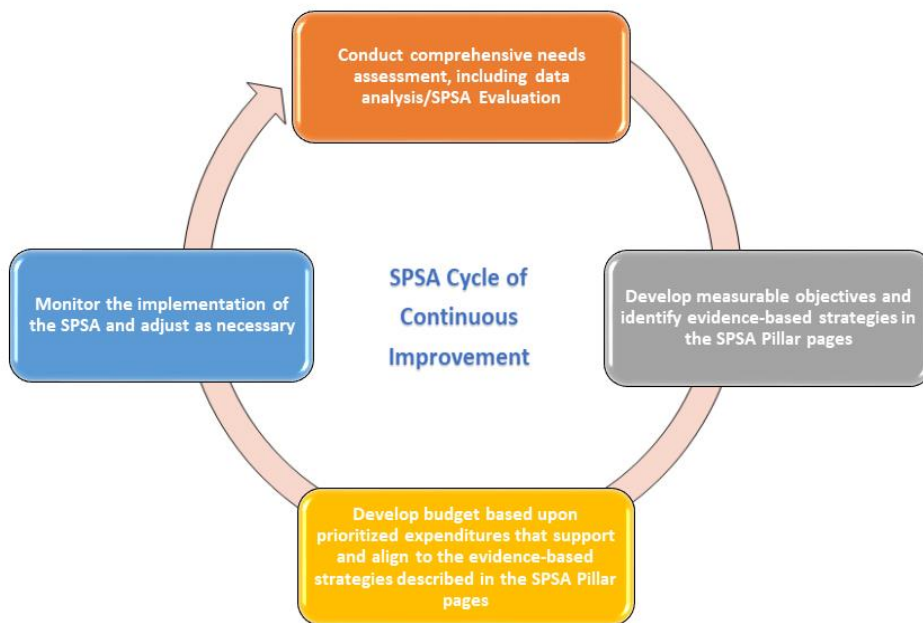 Conduct comprehensive needs
assessment, including data
analysis/SPSA Evaluation
Develop measurable objectives and
identify evidence-based strategies in
the SPSA Pillar pages
Develop budget based upon
prioritized expenditures that support
and align to the evidence-based
strategies described in the SPSA Pillar
pages
Monitor the implementation of
the SPSA and adjust as necessary
SPSA Cycle of
Continuous
Improvement